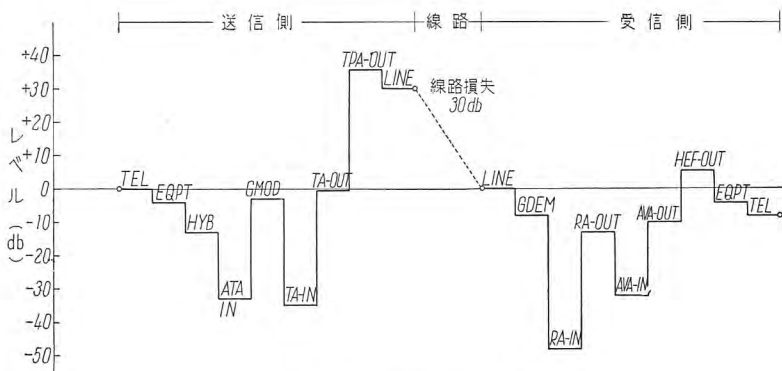 送信側 線路 受信側
+40
+30
+20
+10
0
-10
-20
-30
-40
-50
レベル(db)
TEL
EQPT
HYB
ATA
IN
GMOD
TA-IN
TA-OUT
TPA-OUT
LINE
線路損失
30db
LINE
GDEM
RA-IN
RA-OUT
AVA-IN
AVA-OUT
HEF-OUT
EQPT
TEL